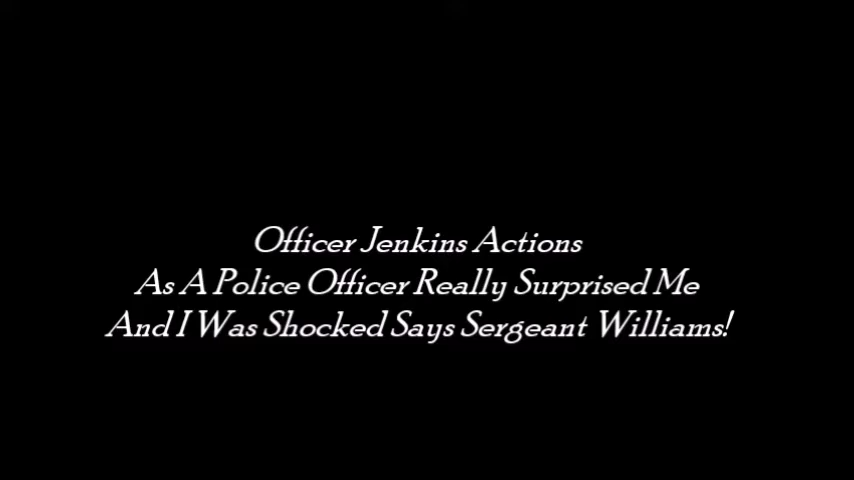 Officer Jenkins Actions
As A Police Officer Really Surprised Me
And I Was Shocked Says Sergeant Williams!